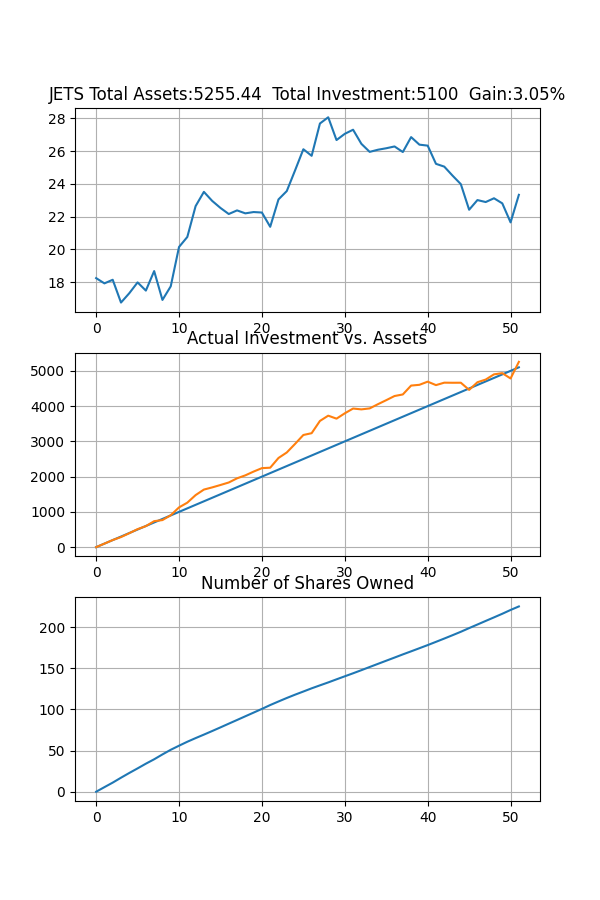 JETS Total Assets:5255.44  Total Investment:5100  Gain:3.05%
28
26
24
22
20
18
0 10 20 30 40 50
Actual Investment vs. Assets
5000
4000
3000
2000
1000
0
0 10 20 30 40 50
Number of Shares Owned
200
150
100
50
0
0 10 20 30 40 50